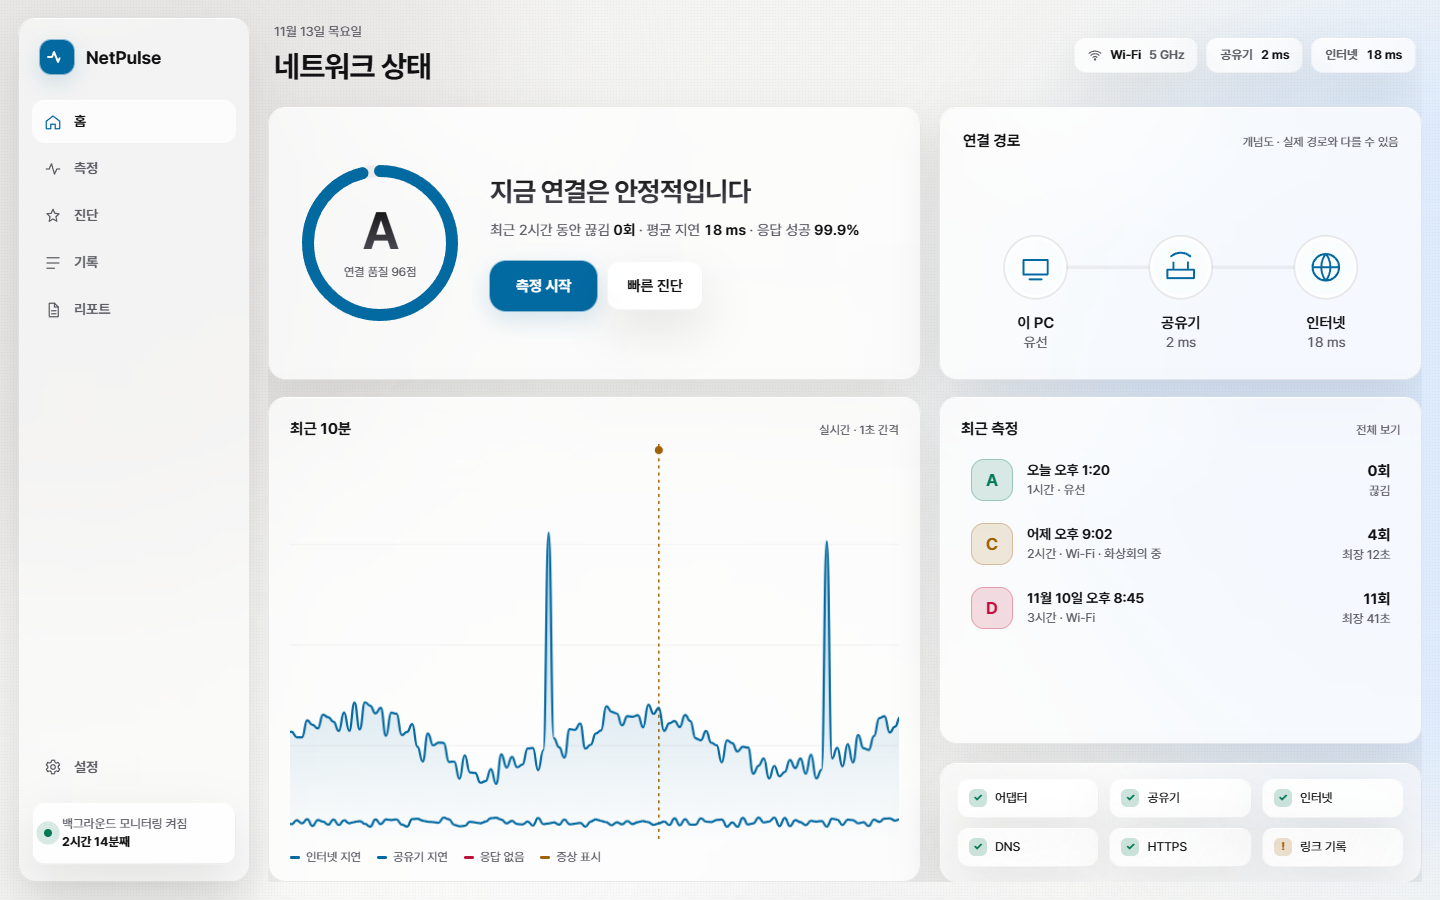 NetPulse
홈
측정
진단
기록
리포트
설정
백그라운드 모니터링 켜짐
2시간 14분째
11월 13일 목요일
네트워크 상태
Wi-Fi 5 GHz
공유기 2 ms
인터넷 18 ms
A
연결 품질 96점
지금 연결은 안정적입니다
최근 2시간 동안 끊김 0회 · 평균 지연 18 ms · 응답 성공 99.9%
측정 시작
빠른 진단
연결 경로
개념도 · 실제 경로와 다를 수 있음
이 PC
유선
공유기
2 ms
인터넷
18 ms
최근 10분
실시간 · 1초 간격
인터넷 지연
공유기 지연
응답 없음
증상 표시
최근 측정
전체 보기
A
오늘 오후 1:20
1시간 · 유선
0회
끊김
C
어제 오후 9:02
2시간 · Wi-Fi · 화상회의 중
4회
최장 12초
D
11월 10일 오후 8:45
3시간 · Wi-Fi
11회
최장 41초
어댑터
공유기
인터넷
DNS
HTTPS
링크 기록